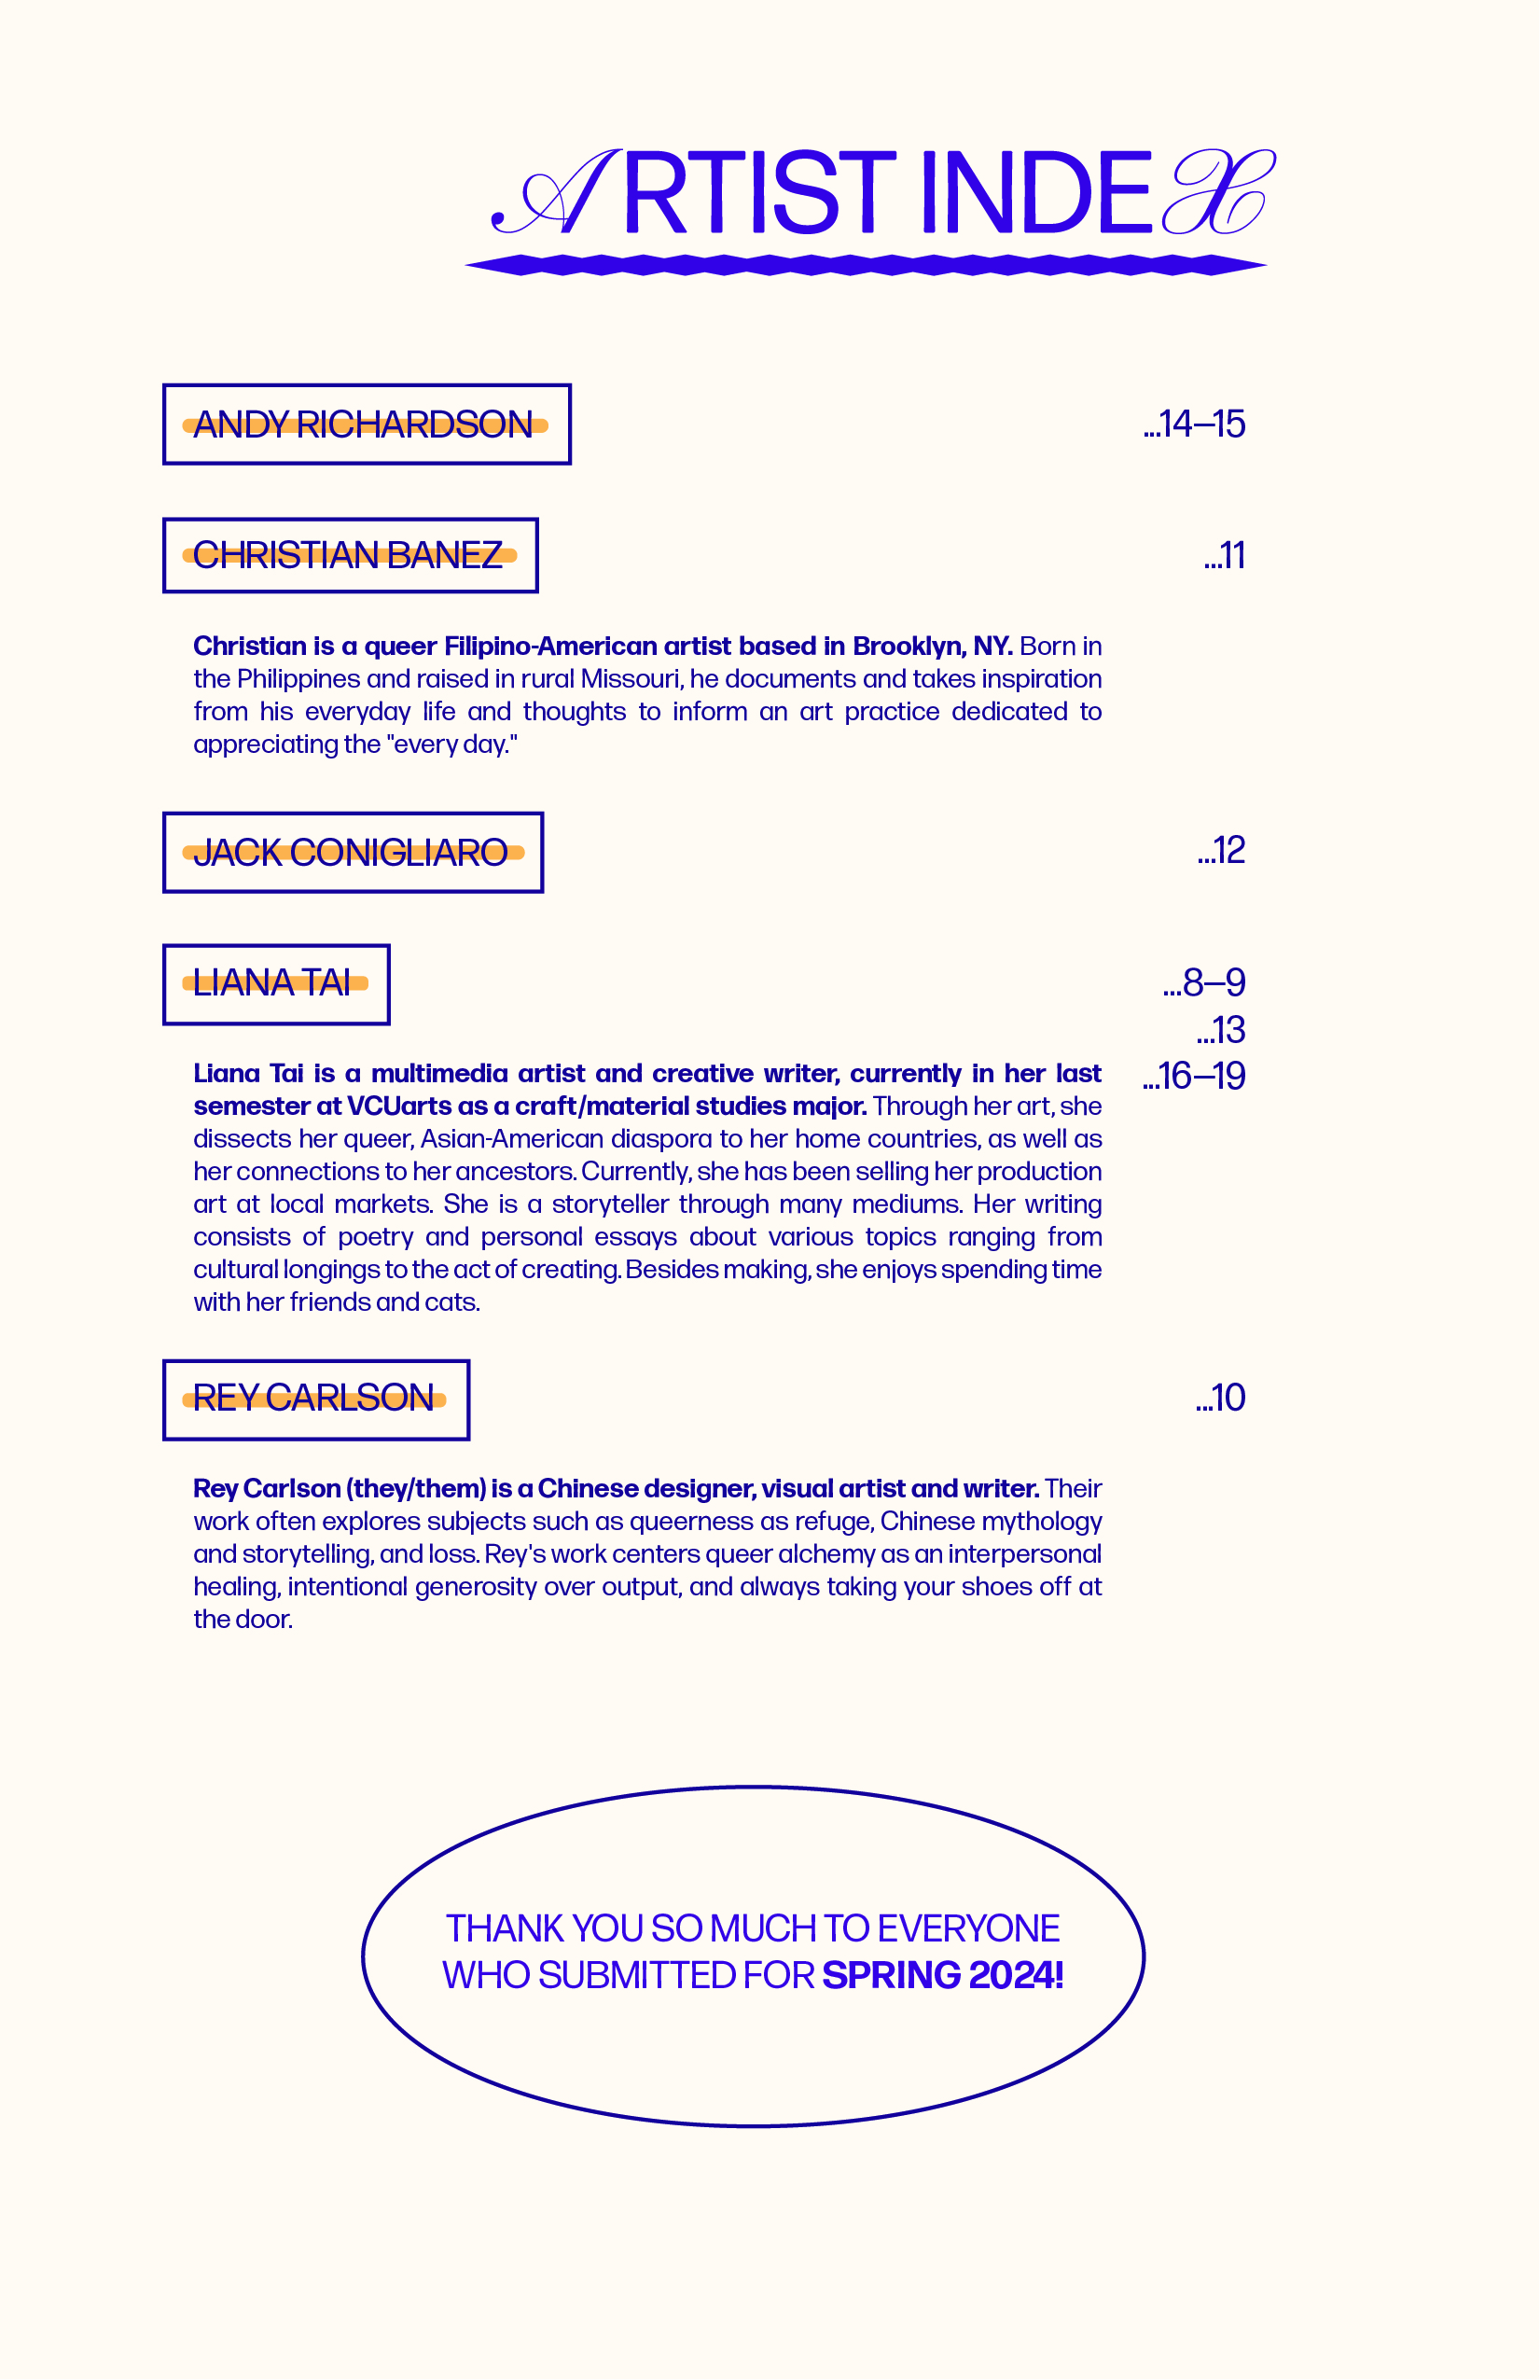 ARTIST INDEX
ANDY RICHARDSON ...14–15
CHRISTIAN BANEZ ...11
Christian is a queer Filipino-American artist based in Brooklyn, NY. Born in
the Philippines and raised in rural Missouri, he documents and takes inspiration
from his everyday life and thoughts to inform an art practice dedicated to
appreciating the "every day."
JACK CONIGLIARO ...12
LIANA TAI ...8–9
...13
...16–19
Liana Tai is a multimedia artist and creative writer, currently in her last
semester at VCUarts as a craft/material studies major. Through her art, she
dissects her queer, Asian-American diaspora to her home countries, as well as
her connections to her ancestors. Currently, she has been selling her production
art at local markets. She is a storyteller through many mediums. Her writing
consists of poetry and personal essays about various topics ranging from
cultural longings to the act of creating. Besides making, she enjoys spending time
with her friends and cats.
REY CARLSON ...10
Rey Carlson (they/them) is a Chinese designer, visual artist and writer. Their
work often explores subjects such as queerness as refuge, Chinese mythology
and storytelling, and loss. Rey's work centers queer alchemy as an interpersonal
healing, intentional generosity over output, and always taking your shoes off at
the door.
THANK YOU SO MUCH TO EVERYONE
WHO SUBMITTED FOR SPRING 2024!